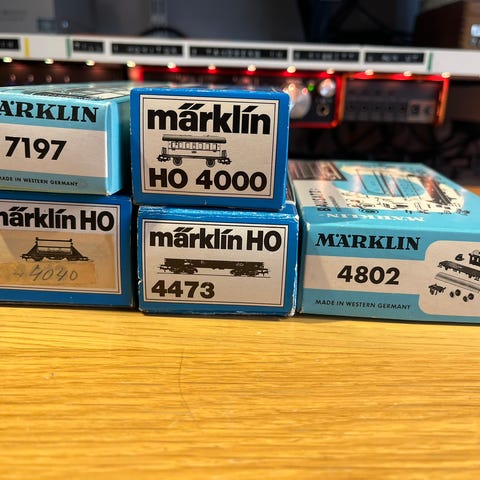 MÄRKLIN
7197
MADE IN WESTERN GERMANY
märklin
HO 4000
märklin HO
4040
märklin HO
4473
MÄRKLIN
4802
MADE IN WESTERN GERMANY